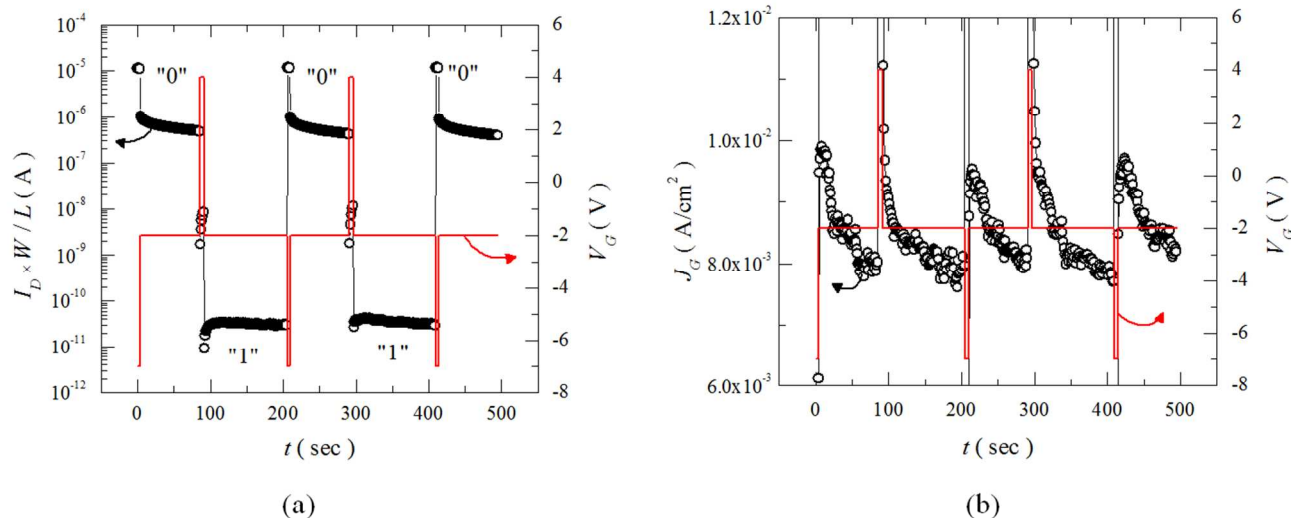 10⁻⁴
10⁻⁵
10⁻⁶
10⁻⁷
10⁻⁸
10⁻⁹
10⁻¹⁰
10⁻¹¹
10⁻¹²
I_D × W / L ( A )
"0" "0" "0"
"1" "1"
6
4
2
0
-2
-4
-6
-8
V_G ( V )
0 100 200 300 400 500
t ( sec )
(a)
1.2x10⁻²
1.0x10⁻²
8.0x10⁻³
6.0x10⁻³
J_G ( A/cm² )
6
4
2
0
-2
-4
-6
-8
V_G ( V )
0 100 200 300 400 500
t ( sec )
(b)